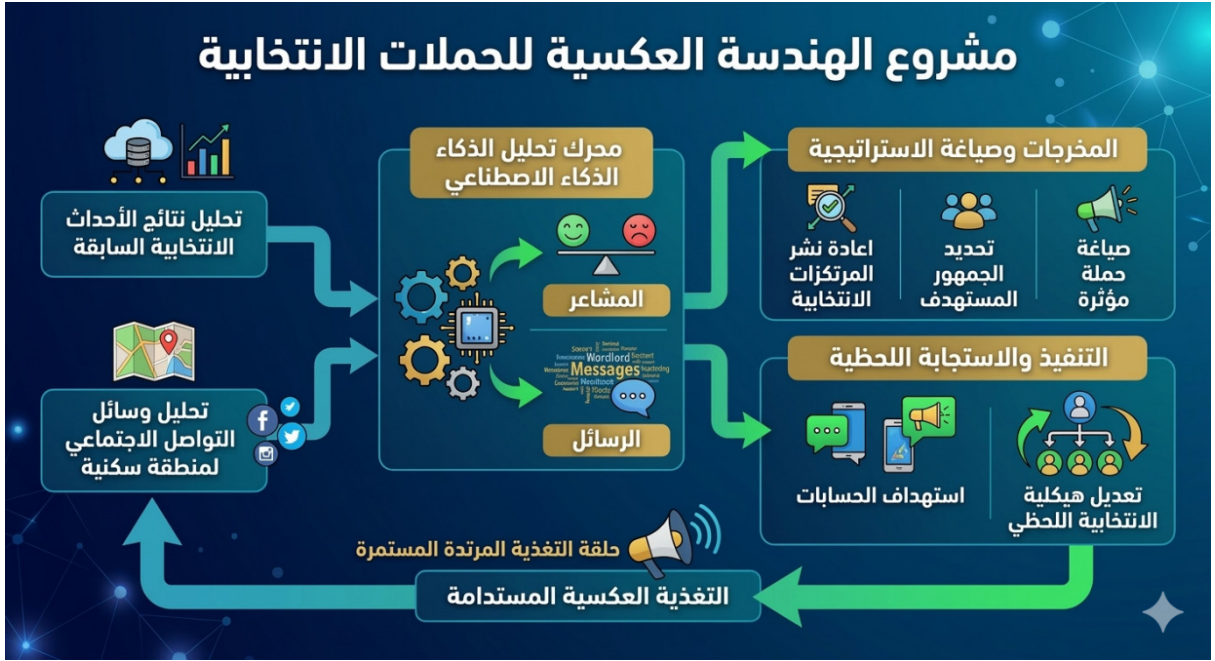 مشروع الهندسة العكسية للحملات الانتخابية
تحليل نتائج الأحداث
الانتخابية السابقة
تحليل وسائل
التواصل الاجتماعي
لمنطقة سكنية
محرك تحليل الذكاء
الذكاء الاصطناعي
المشاعر
Wordlord
Messages
الرسائل
المخرجات وصياغة الاستراتيجية
صياغة
حملة
مؤثرة
تحديد
الجمهور
المستهدف
اعادة نشر
المرتكزات
الانتخابية
التنفيذ والاستجابة اللحظية
تعديل هيكلية
الانتخابية اللحظي
استهداف الحسابات
حلقة التغذية المرتدة المستمرة
التغذية العكسية المستدامة